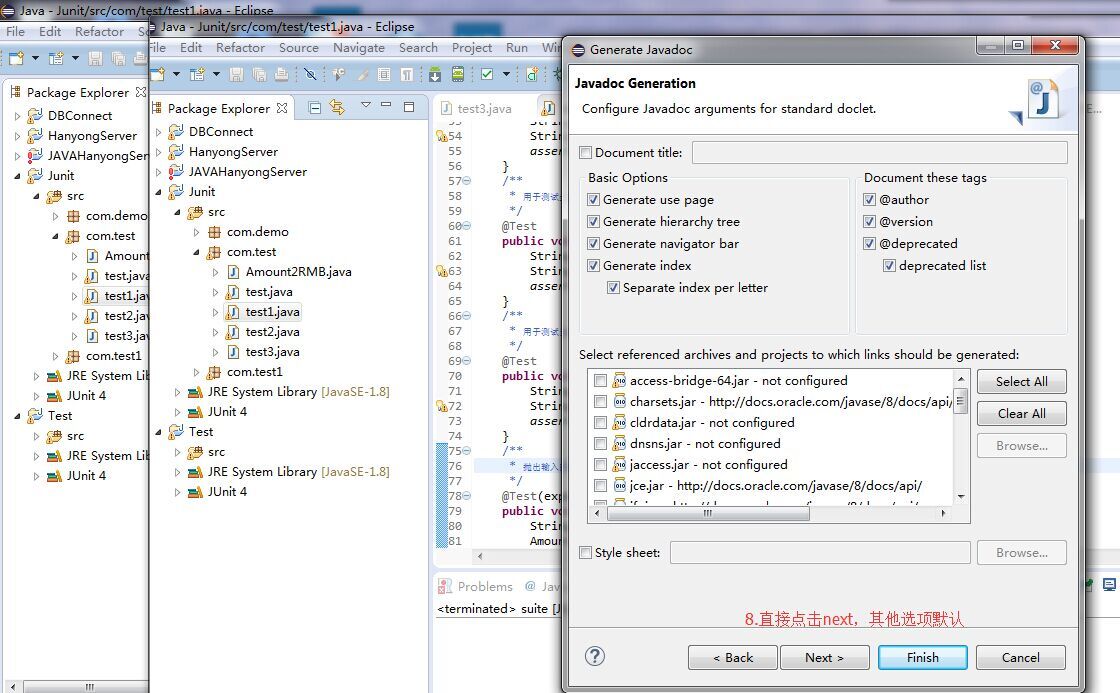 Java - Junit/src/com/test/test1.java - Eclipse
File Edit Refactor
Package Explorer
DBConnect
HanyongServer
JAVAHanyongSer
Junit
src
com.demo
com.test
Amount
test.java
test1.jav
test2.jav
test3.jav
com.test1
JRE System Lib
JUnit 4
Test
src
JRE System Lib
JUnit 4
Java - Junit/src/com/test/test1.java - Eclipse
File Edit Refactor Source Navigate Search Project Run Win
Package Explorer
DBConnect
HanyongServer
JAVAHanyongServer
Junit
src
com.demo
com.test
Amount2RMB.java
test.java
test1.java
test2.java
test3.java
com.test1
JRE System Library [JavaSE-1.8]
JUnit 4
Test
src
JRE System Library [JavaSE-1.8]
JUnit 4
test3.java
53 Strin
54 Strin
55 asser
56 }
57 /**
58 * 用于测试
59 */
60 @Test
61 public vo
62 Strin
63 Strin
64 asser
65 }
66 /**
67 * 用于测试
68 */
69 @Test
70 public vo
71 Strin
72 Strin
73 asser
74 }
75 /**
76 * 抛出输入
77 */
78 @Test(exp
79 public vo
80 Strin
81 Amoun
Problems @ Jav
<terminated> suite [J
Generate Javadoc
Javadoc Generation
Configure Javadoc arguments for standard doclet.
Document title:
Basic Options
Generate use page
Generate hierarchy tree
Generate navigator bar
Generate index
Separate index per letter
Document these tags
@author
@version
@deprecated
deprecated list
Select referenced archives and projects to which links should be generated:
access-bridge-64.jar - not configured
charsets.jar - http://docs.oracle.com/javase/8/docs/api/
cldrdata.jar - not configured
dnsns.jar - not configured
jaccess.jar - not configured
jce.jar - http://docs.oracle.com/javase/8/docs/api/
Select All
Clear All
Browse...
Style sheet:
Browse...
8.直接点击next，其他选项默认
< Back Next > Finish Cancel